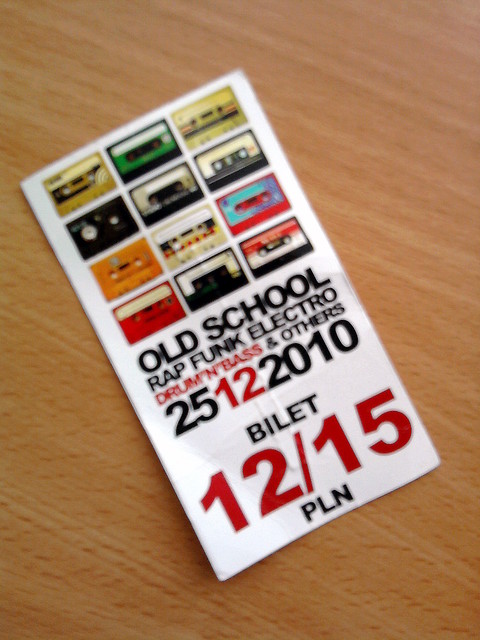 OLD SCHOOL
RAP FUNK ELECTRO
DRUM'N'BASS & OTHERS
25122010
BILET
12/15
PLN